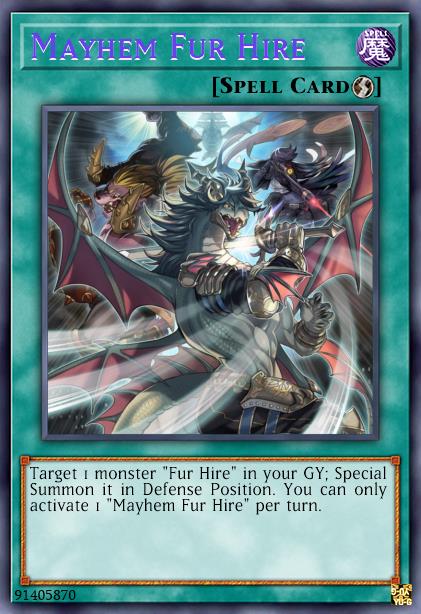 Mayhem Fur Hire
SPELL
魔
[Spell Card]
Target 1 monster "Fur Hire" in your GY; Special
Summon it in Defense Position. You can only
activate 1 "Mayhem Fur Hire" per turn.
91405870